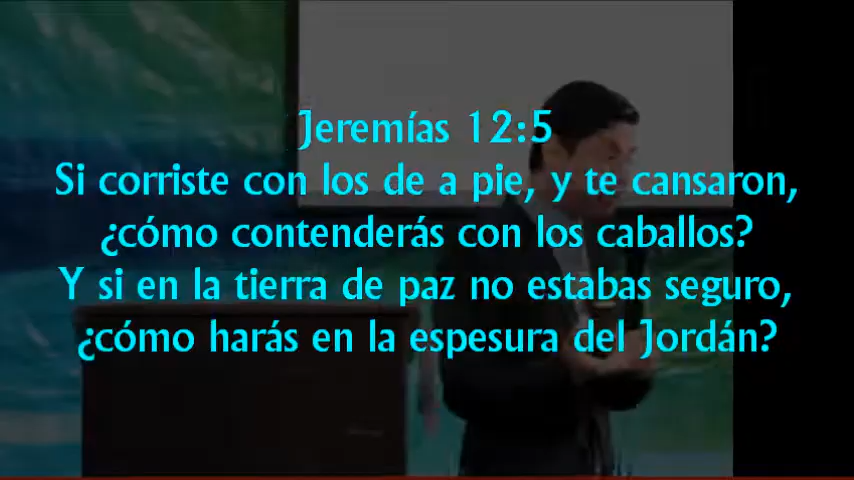 Jeremías 12:5
Si corriste con los de a pie, y te cansaron,
¿cómo contenderás con los caballos?
Y si en la tierra de paz no estabas seguro,
¿cómo harás en la espesura del Jordán?